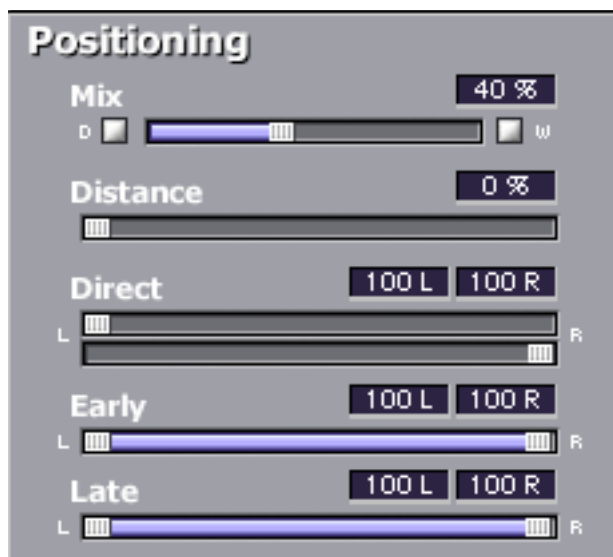 Positioning
Mix 40 %
D W
Distance 0 %
Direct 100 L 100 R
L R
Early 100 L 100 R
L R
Late 100 L 100 R
L R